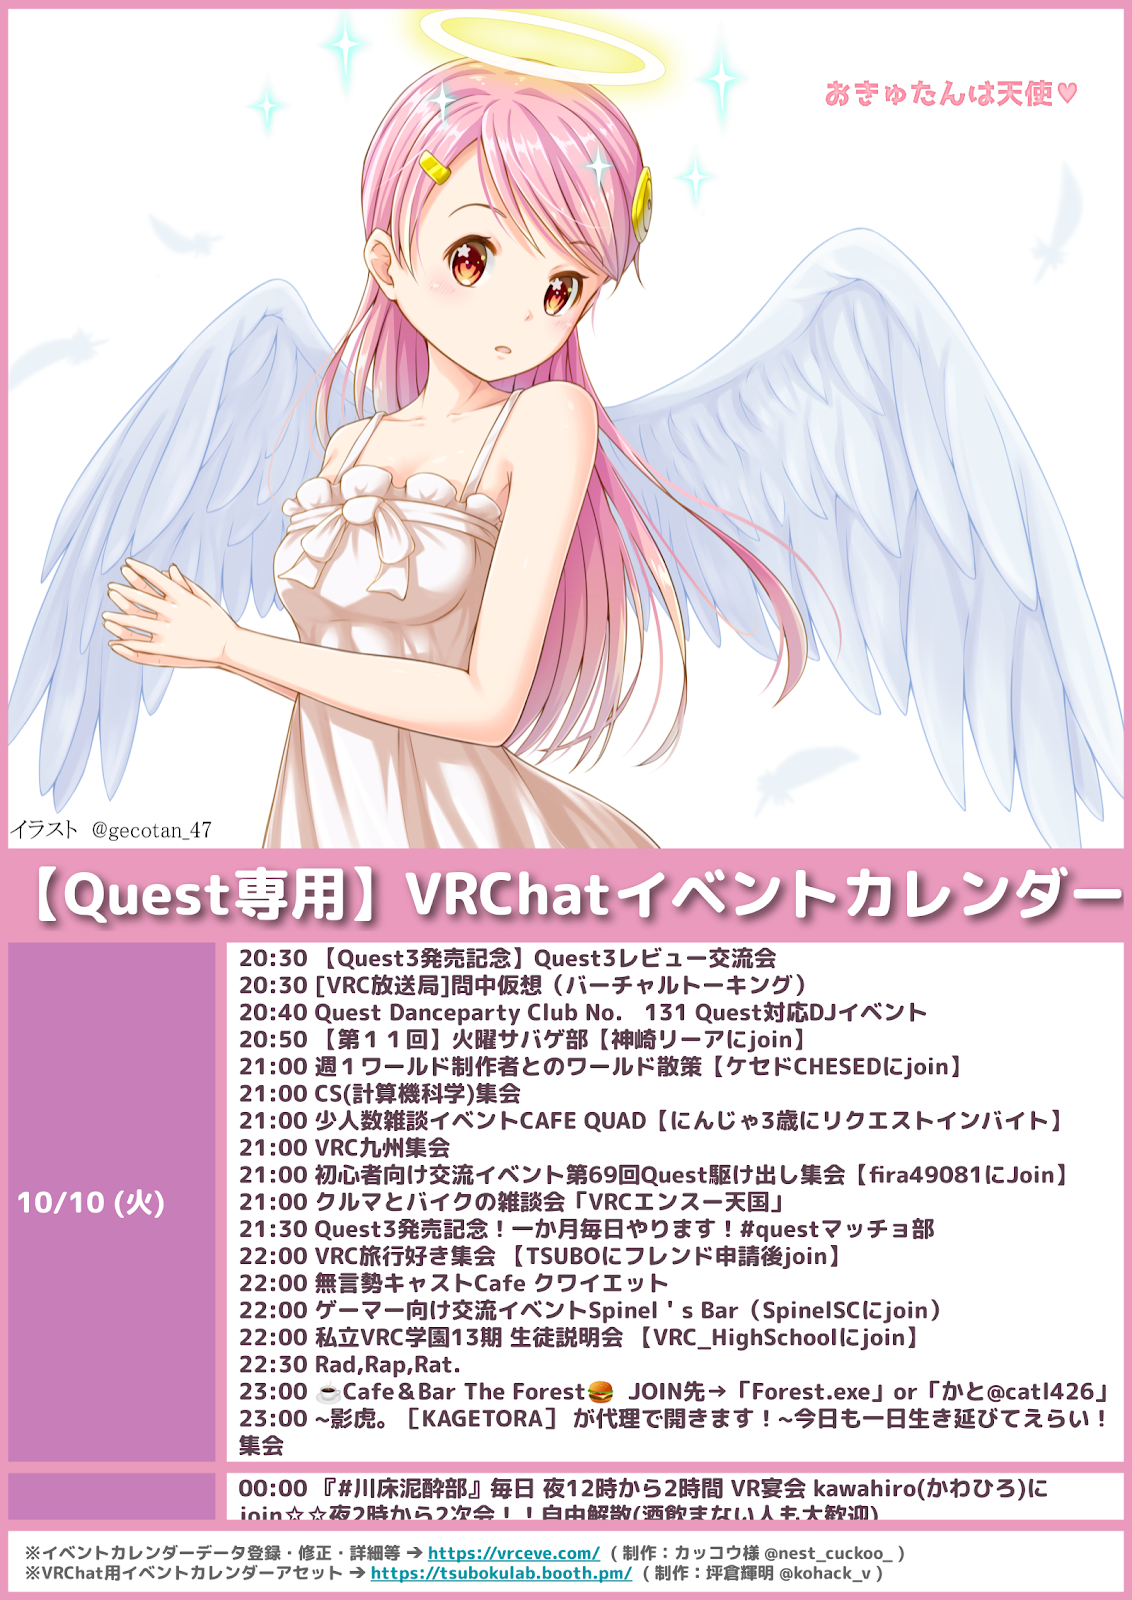 おきゅたんは天使♥
イラスト @gecotan_47
【Quest専用】VRChatイベントカレンダー
10/10 (火)
20:30 【Quest3発売記念】Quest3レビュー交流会
20:30 [VRC放送局]問中仮想（バーチャルトーキング）
20:40 Quest Danceparty Club No.　131 Quest対応DJイベント
20:50 【第１１回】火曜サバゲ部【神崎リーアにjoin】
21:00 週１ワールド制作者とのワールド散策【ケセドCHESEDにjoin】
21:00 CS(計算機科学)集会
21:00 少人数雑談イベントCAFE QUAD【にんじゃ3歳にリクエストインバイト】
21:00 VRC九州集会
21:00 初心者向け交流イベント第69回Quest駆け出し集会【fira49081にJoin】
21:00 クルマとバイクの雑談会「VRCエンスー天国」
21:30 Quest3発売記念！一か月毎日やります！#questマッチョ部
22:00 VRC旅行好き集会 【TSUBOにフレンド申請後join】
22:00 無言勢キャストCafe クワイエット
22:00 ゲーマー向け交流イベントSpinel＇s Bar（SpinelSCにjoin）
22:00 私立VRC学園13期 生徒説明会 【VRC_HighSchoolにjoin】
22:30 Rad,Rap,Rat.
23:00 ☕Cafe＆Bar The Forest🍔 JOIN先→「Forest.exe」or「かと@catl426」
23:00 ~影虎。［KAGETORA］ が代理で開きます！~今日も一日生き延びてえらい！
集会
00:00 『#川床泥酔部』毎日 夜12時から2時間 VR宴会 kawahiro(かわひろ)に
join☆☆夜2時から2次会！！自由解散(酒飲まない人も大歓迎)
※イベントカレンダーデータ登録・修正・詳細等 ➔ https://vrceve.com/ ( 制作：カッコウ様 @nest_cuckoo_ )
※VRChat用イベントカレンダーアセット ➔ https://tsubokulab.booth.pm/ ( 制作：坪倉輝明 @kohack_v )